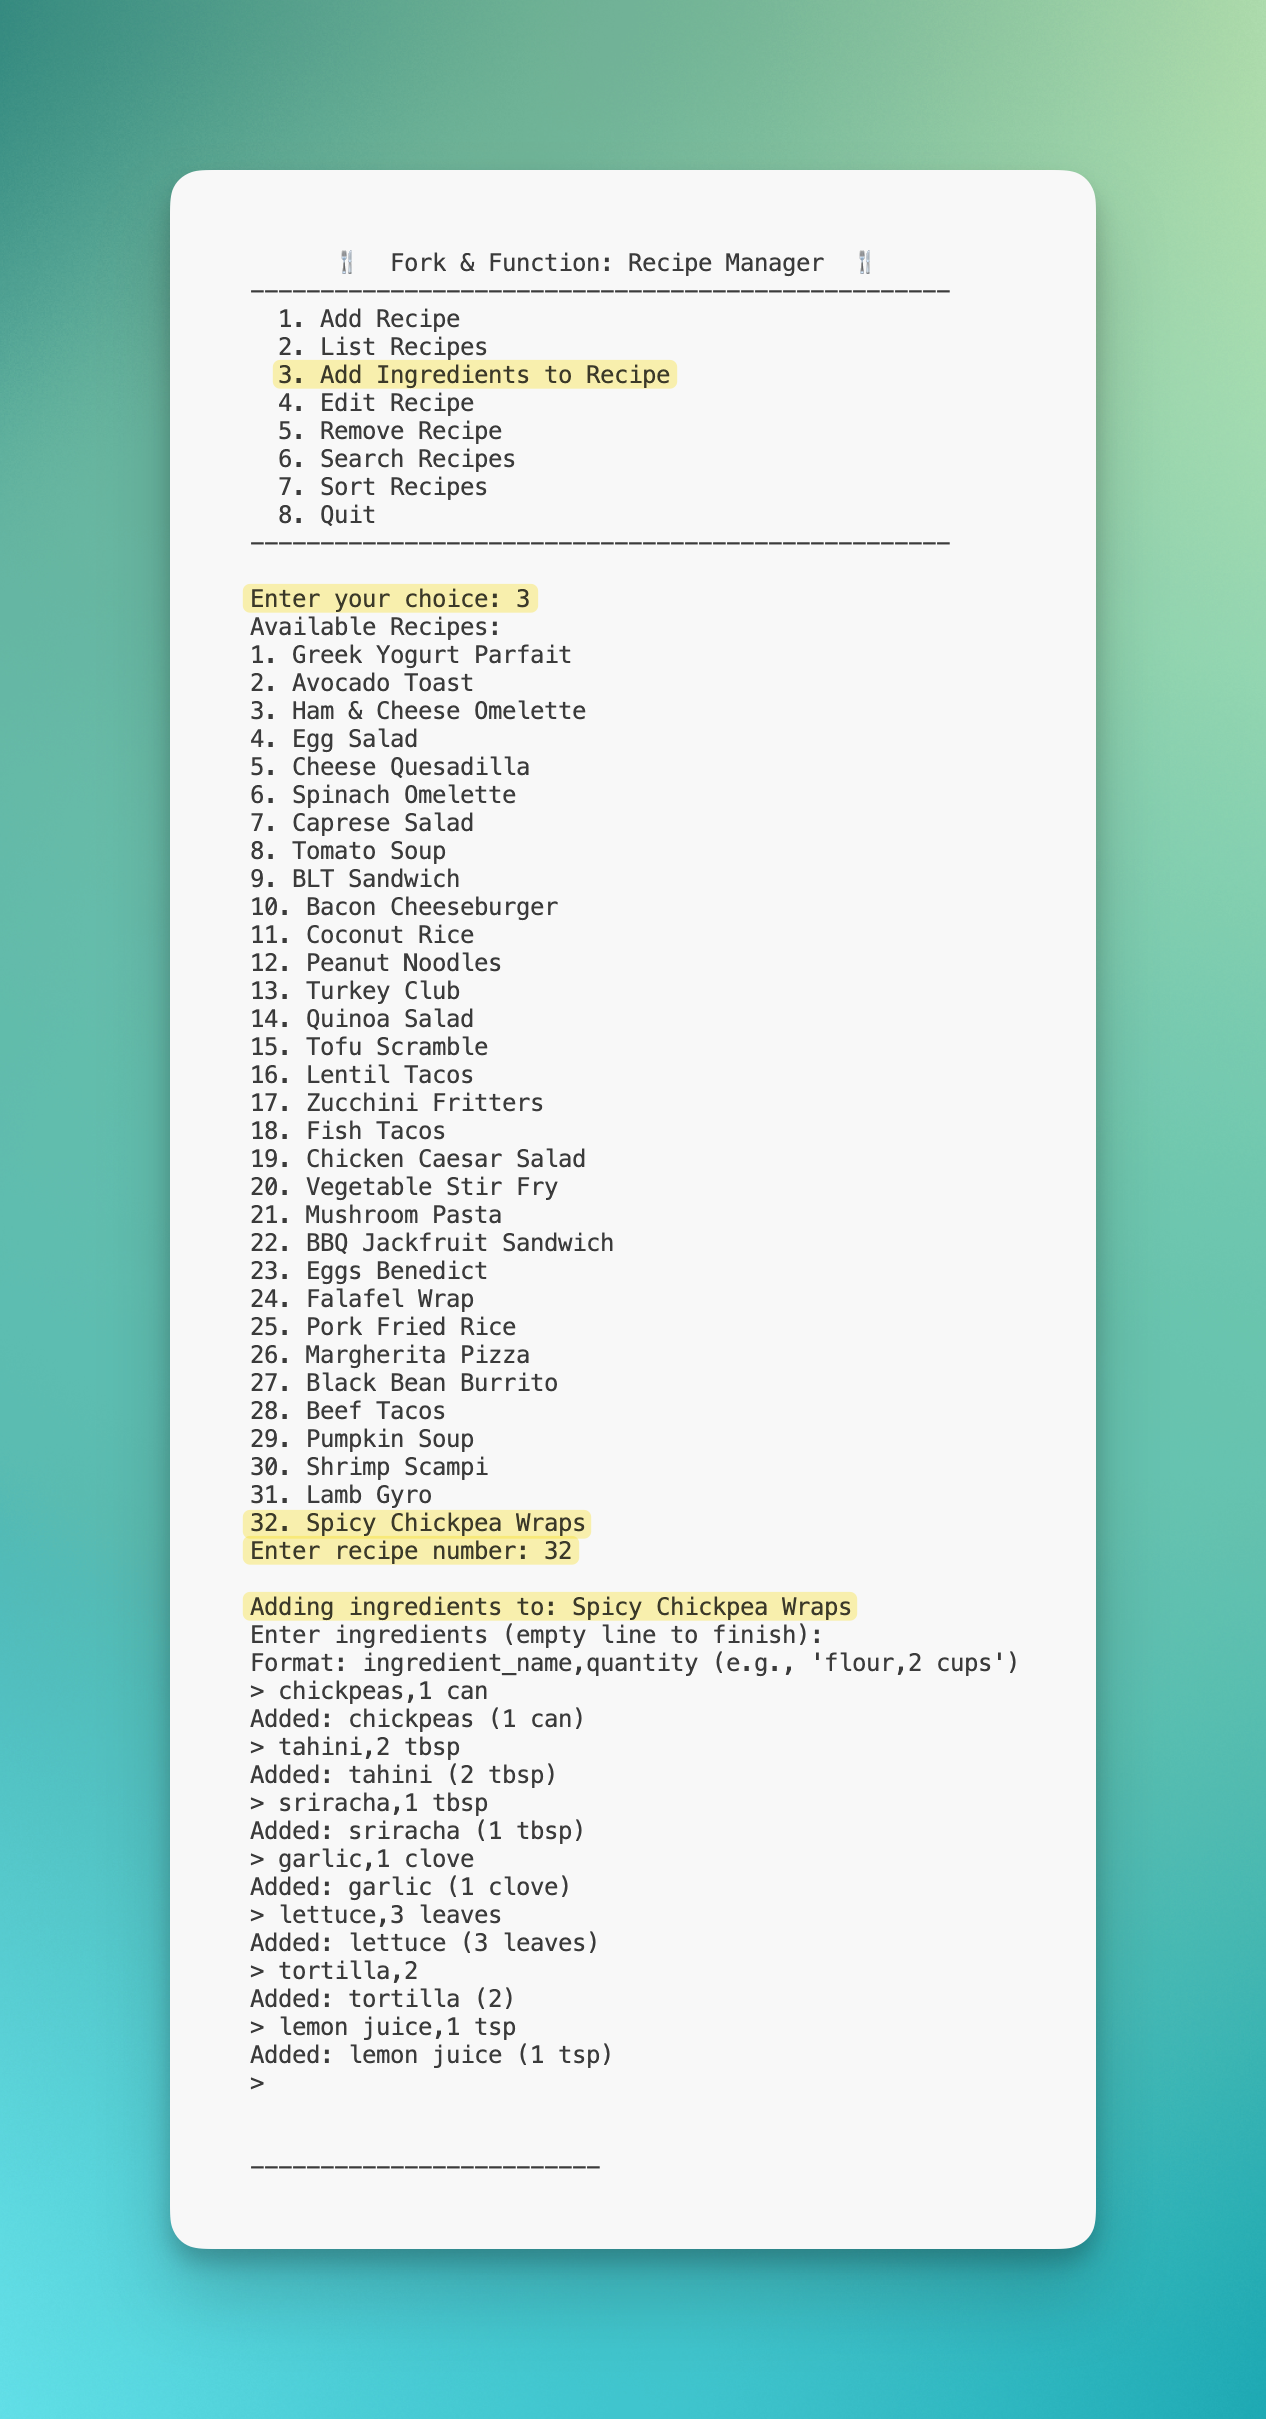 🍴 Fork & Function: Recipe Manager 🍴
--------------------------------------------------
1. Add Recipe
2. List Recipes
3. Add Ingredients to Recipe
4. Edit Recipe
5. Remove Recipe
6. Search Recipes
7. Sort Recipes
8. Quit
--------------------------------------------------
Enter your choice: 3
Available Recipes:
1. Greek Yogurt Parfait
2. Avocado Toast
3. Ham & Cheese Omelette
4. Egg Salad
5. Cheese Quesadilla
6. Spinach Omelette
7. Caprese Salad
8. Tomato Soup
9. BLT Sandwich
10. Bacon Cheeseburger
11. Coconut Rice
12. Peanut Noodles
13. Turkey Club
14. Quinoa Salad
15. Tofu Scramble
16. Lentil Tacos
17. Zucchini Fritters
18. Fish Tacos
19. Chicken Caesar Salad
20. Vegetable Stir Fry
21. Mushroom Pasta
22. BBQ Jackfruit Sandwich
23. Eggs Benedict
24. Falafel Wrap
25. Pork Fried Rice
26. Margherita Pizza
27. Black Bean Burrito
28. Beef Tacos
29. Pumpkin Soup
30. Shrimp Scampi
31. Lamb Gyro
32. Spicy Chickpea Wraps
Enter recipe number: 32
Adding ingredients to: Spicy Chickpea Wraps
Enter ingredients (empty line to finish):
Format: ingredient_name,quantity (e.g., 'flour,2 cups')
> chickpeas,1 can
Added: chickpeas (1 can)
> tahini,2 tbsp
Added: tahini (2 tbsp)
> sriracha,1 tbsp
Added: sriracha (1 tbsp)
> garlic,1 clove
Added: garlic (1 clove)
> lettuce,3 leaves
Added: lettuce (3 leaves)
> tortilla,2
Added: tortilla (2)
> lemon juice,1 tsp
Added: lemon juice (1 tsp)
>
-------------------------